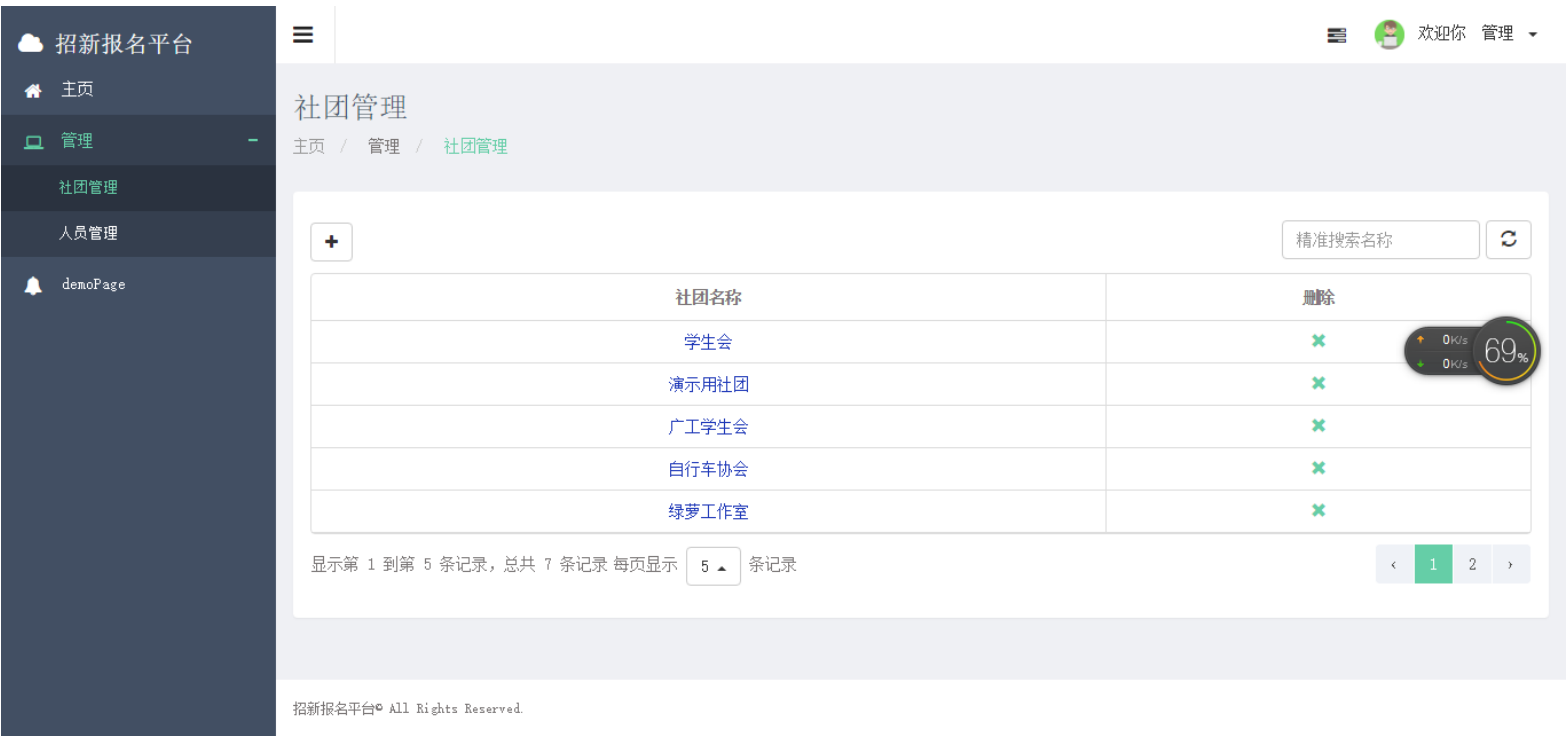 招新报名平台
主页
管理
社团管理
人员管理
demoPage
欢迎你 管理
社团管理
主页 / 管理 / 社团管理
精准搜索名称
社团名称 删除
学生会
演示用社团
广工学生会
自行车协会
绿萝工作室
0K/s
0K/s
69%
显示第 1 到第 5 条记录，总共 7 条记录 每页显示 5 条记录
‹ 1 2 ›
招新报名平台© All Rights Reserved.